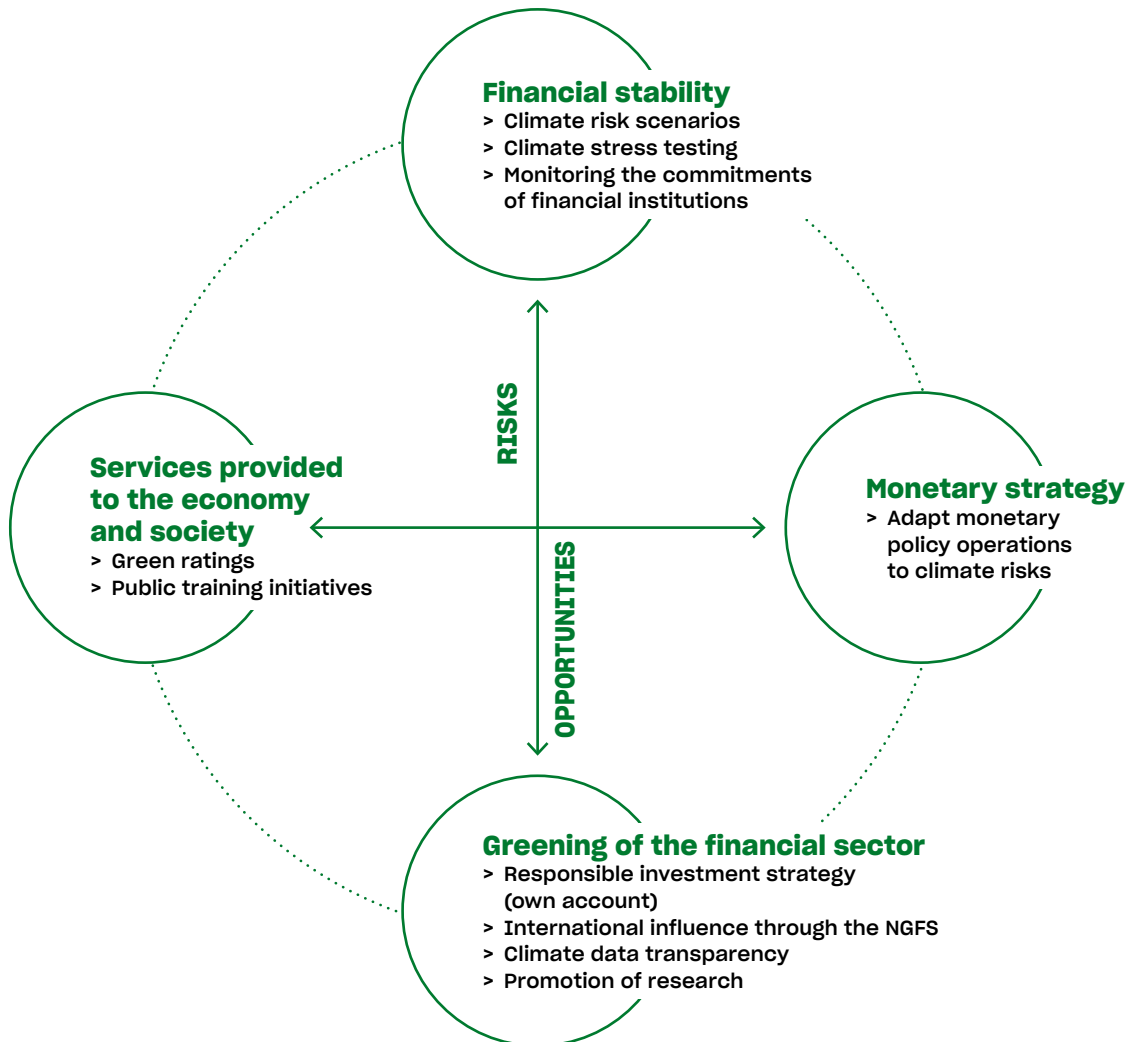 Financial stability
> Climate risk scenarios
> Climate stress testing
> Monitoring the commitments
of financial institutions
RISKS
Services provided
to the economy
and society
> Green ratings
> Public training initiatives
Monetary strategy
> Adapt monetary
policy operations
to climate risks
OPPORTUNITIES
Greening of the financial sector
> Responsible investment strategy
(own account)
> International influence through the NGFS
> Climate data transparency
> Promotion of research